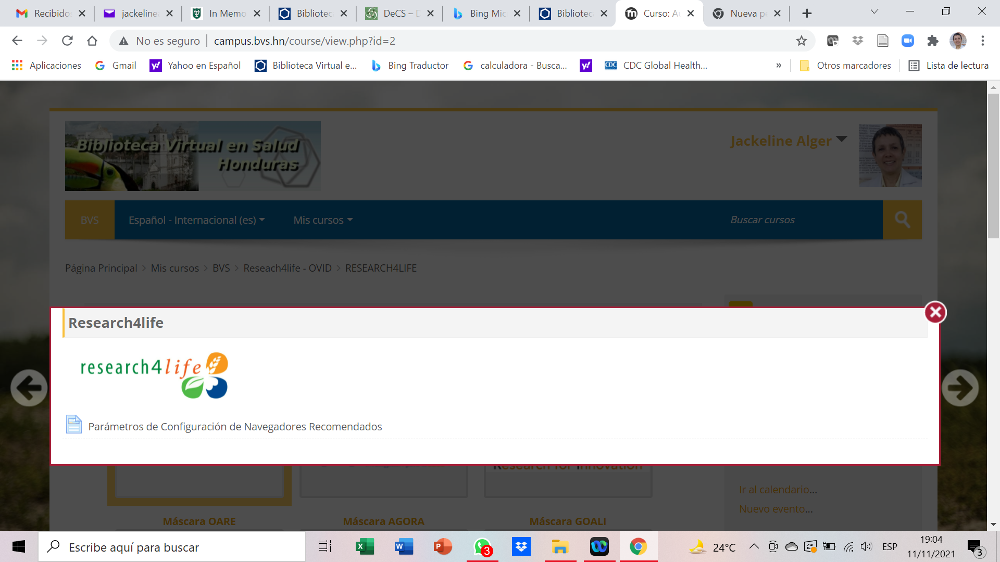 Recibido
jackeline
In Memo
Bibliotec
DeCS – D
Bing Mic
Bibliotec
Curso: Au
Nueva pe
No es seguro
campus.bvs.hn/course/view.php?id=2
Aplicaciones
Gmail
Yahoo en Español
Biblioteca Virtual e...
Bing Traductor
calculadora - Busca...
CDC Global Health...
»
Otros marcadores
Lista de lectura
Biblioteca Virtual en Salud
Honduras
Jackeline Alger
BVS
Español - Internacional (es)
Mis cursos
Buscar cursos
Página Principal > Mis cursos > BVS > Reseach4life - OVID > RESEARCH4LIFE
Research4life
research4life
Parámetros de Configuración de Navegadores Recomendados
Research for Innovation
Ir al calendario...
Nuevo evento...
Máscara OARE
Máscara AGORA
Máscara GOALI
Escribe aquí para buscar
3
24°C
ESP
19:04
11/11/2021
3